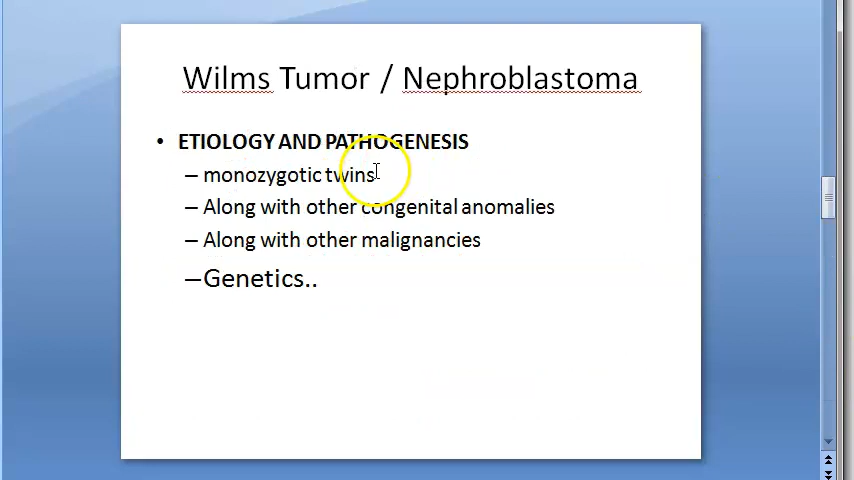 Wilms Tumor / Nephroblastoma
• ETIOLOGY AND PATHOGENESIS
– monozygotic twins
– Along with other congenital anomalies
– Along with other malignancies
–Genetics..